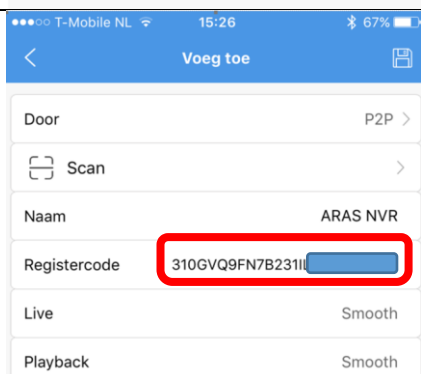 ●●●○○ T-Mobile NL 15:26 67%
Voeg toe
Door P2P
Scan
Naam ARAS NVR
Registercode 310GVQ9FN7B231
Live Smooth
Playback Smooth